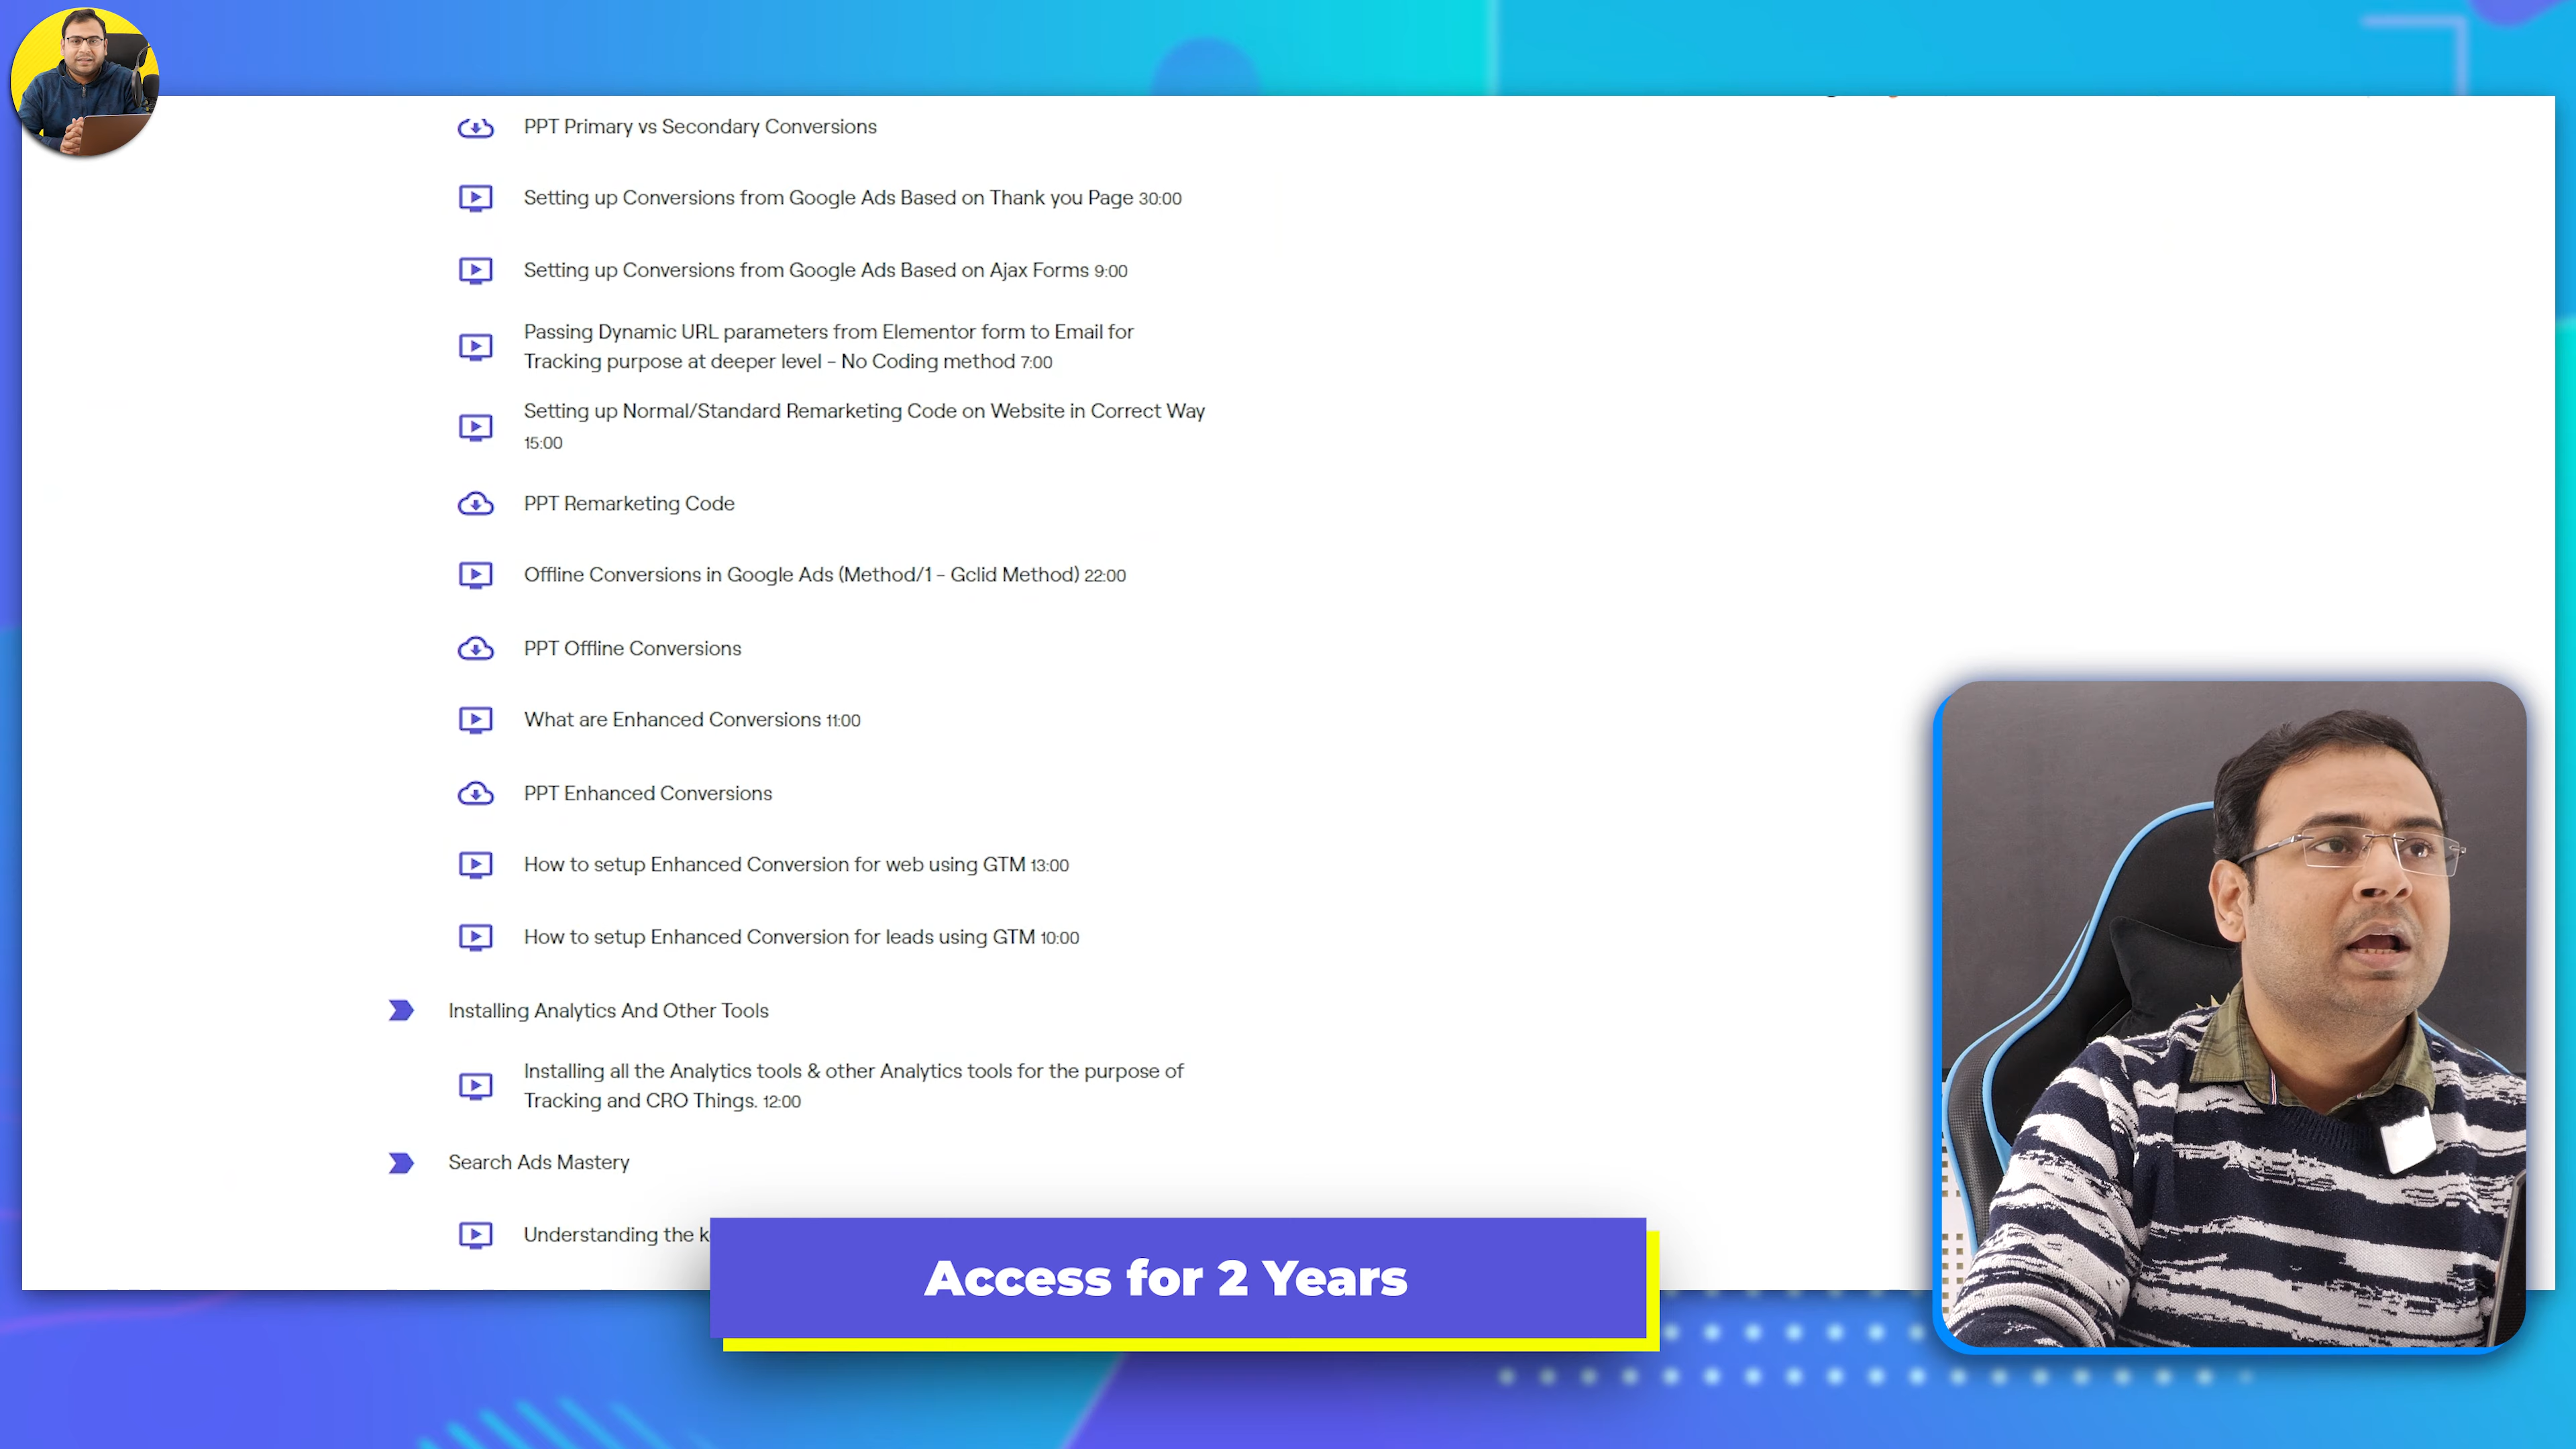 PPT Primary vs Secondary Conversions
Setting up Conversions from Google Ads Based on Thank you Page 30:00
Setting up Conversions from Google Ads Based on Ajax Forms 9:00
Passing Dynamic URL parameters from Elementor form to Email for
Tracking purpose at deeper level - No Coding method 7:00
Setting up Normal/Standard Remarketing Code on Website in Correct Way
15:00
PPT Remarketing Code
Offline Conversions in Google Ads (Method/1 - Gclid Method) 22:00
PPT Offline Conversions
What are Enhanced Conversions 11:00
PPT Enhanced Conversions
How to setup Enhanced Conversion for web using GTM 13:00
How to setup Enhanced Conversion for leads using GTM 10:00
Installing Analytics And Other Tools
Installing all the Analytics tools & other Analytics tools for the purpose of
Tracking and CRO Things. 12:00
Search Ads Mastery
Understanding the
Access for 2 Years